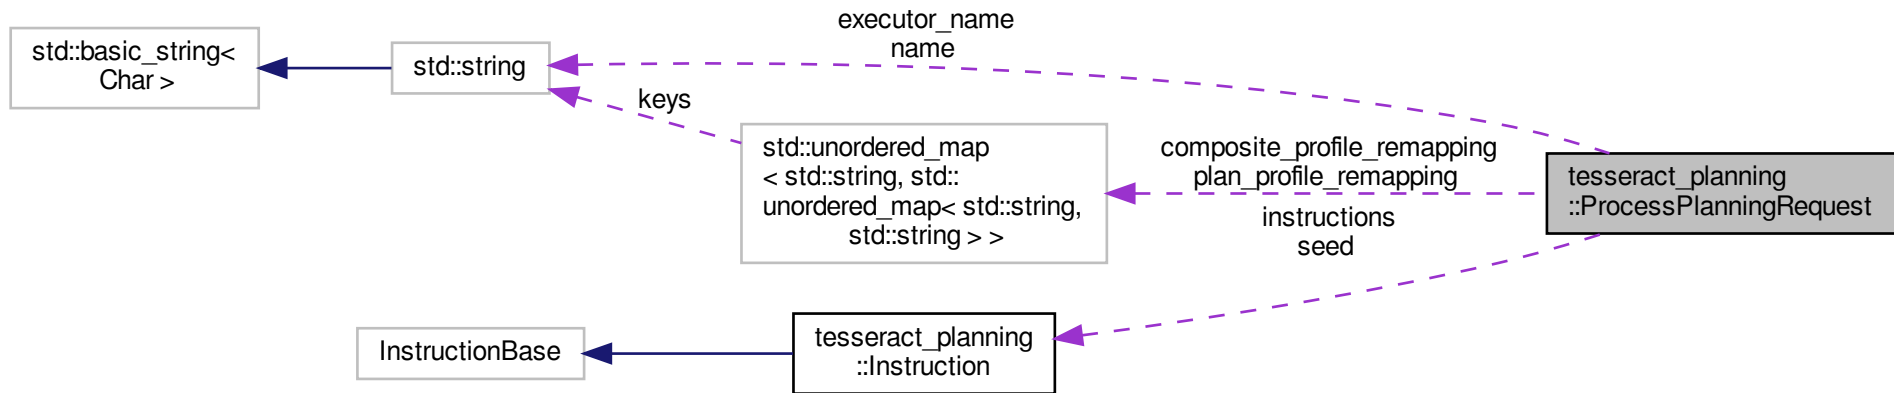 std::basic_string<
Char >
std::string
executor_name
name
keys
std::unordered_map
< std::string, std::
unordered_map< std::string,
std::string > >
composite_profile_remapping
plan_profile_remapping
instructions
seed
tesseract_planning
::ProcessPlanningRequest
InstructionBase
tesseract_planning
::Instruction